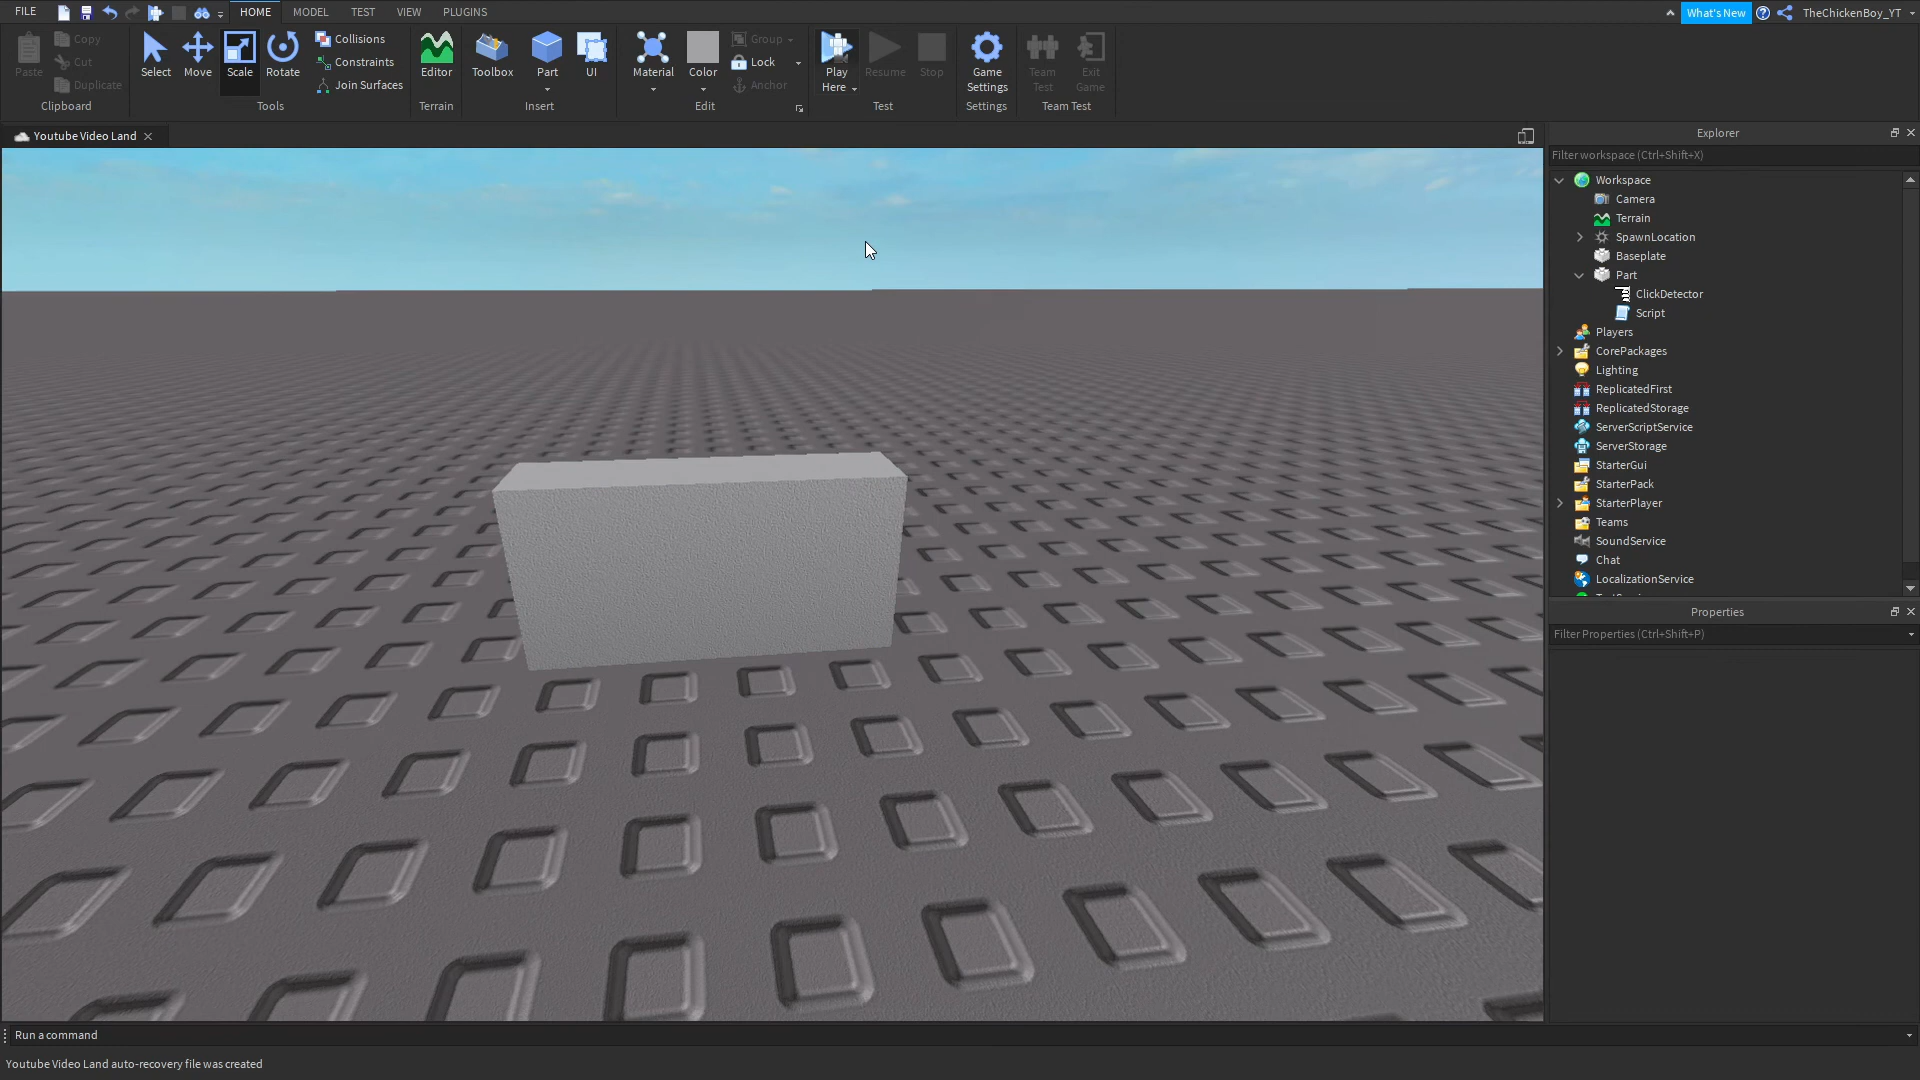 FILE HOME MODEL TEST VIEW PLUGINS What's New TheChickenBoy_YT
Paste Copy Cut Duplicate
Clipboard
Select Move Scale Rotate Collisions Constraints Join Surfaces
Tools
Editor
Terrain
Toolbox Part UI
Insert
Material Color Group Lock Anchor
Edit
Play Here Resume Stop
Test
Game Settings
Settings
Team Test Exit Game
Team Test
Youtube Video Land
Explorer
Filter workspace (Ctrl+Shift+X)
Workspace
Camera
Terrain
SpawnLocation
Baseplate
Part
ClickDetector
Script
Players
CorePackages
Lighting
ReplicatedFirst
ReplicatedStorage
ServerScriptService
ServerStorage
StarterGui
StarterPack
StarterPlayer
Teams
SoundService
Chat
LocalizationService
Properties
Filter Properties (Ctrl+Shift+P)
Run a command
Youtube Video Land auto-recovery file was created